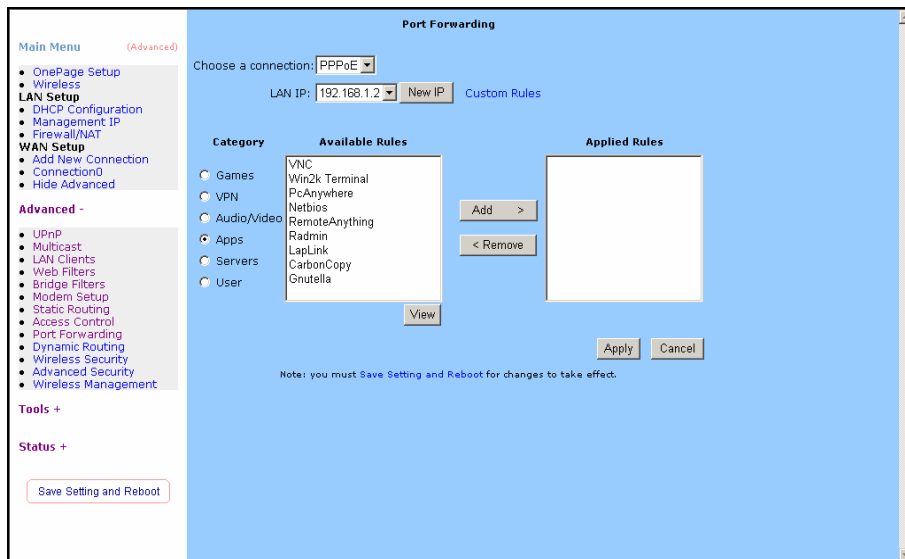 Port Forwarding
Main Menu (Advanced)
OnePage Setup
Wireless
LAN Setup
DHCP Configuration
Management IP
Firewall/NAT
WAN Setup
Add New Connection
Connection0
Hide Advanced
Advanced -
UPnP
Multicast
LAN Clients
Web Filters
Bridge Filters
Modem Setup
Static Routing
Access Control
Port Forwarding
Dynamic Routing
Wireless Security
Advanced Security
Wireless Management
Tools +
Status +
Save Setting and Reboot
Choose a connection: PPPoE
LAN IP: 192.168.1.2 New IP Custom Rules
Category
Games
VPN
Audio/Video
Apps
Servers
User
Available Rules
VNC
Win2k Terminal
PcAnywhere
Netbios
RemoteAnything
Radmin
LapLink
CarbonCopy
Gnutella
View
Add >
< Remove
Applied Rules
Apply Cancel
Note: you must Save Setting and Reboot for changes to take effect.